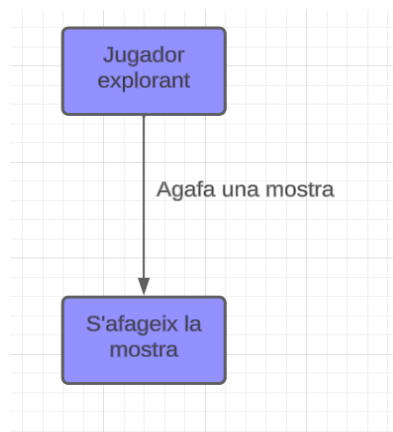 Jugador
explorant
Agafa una mostra
S'afageix la
mostra